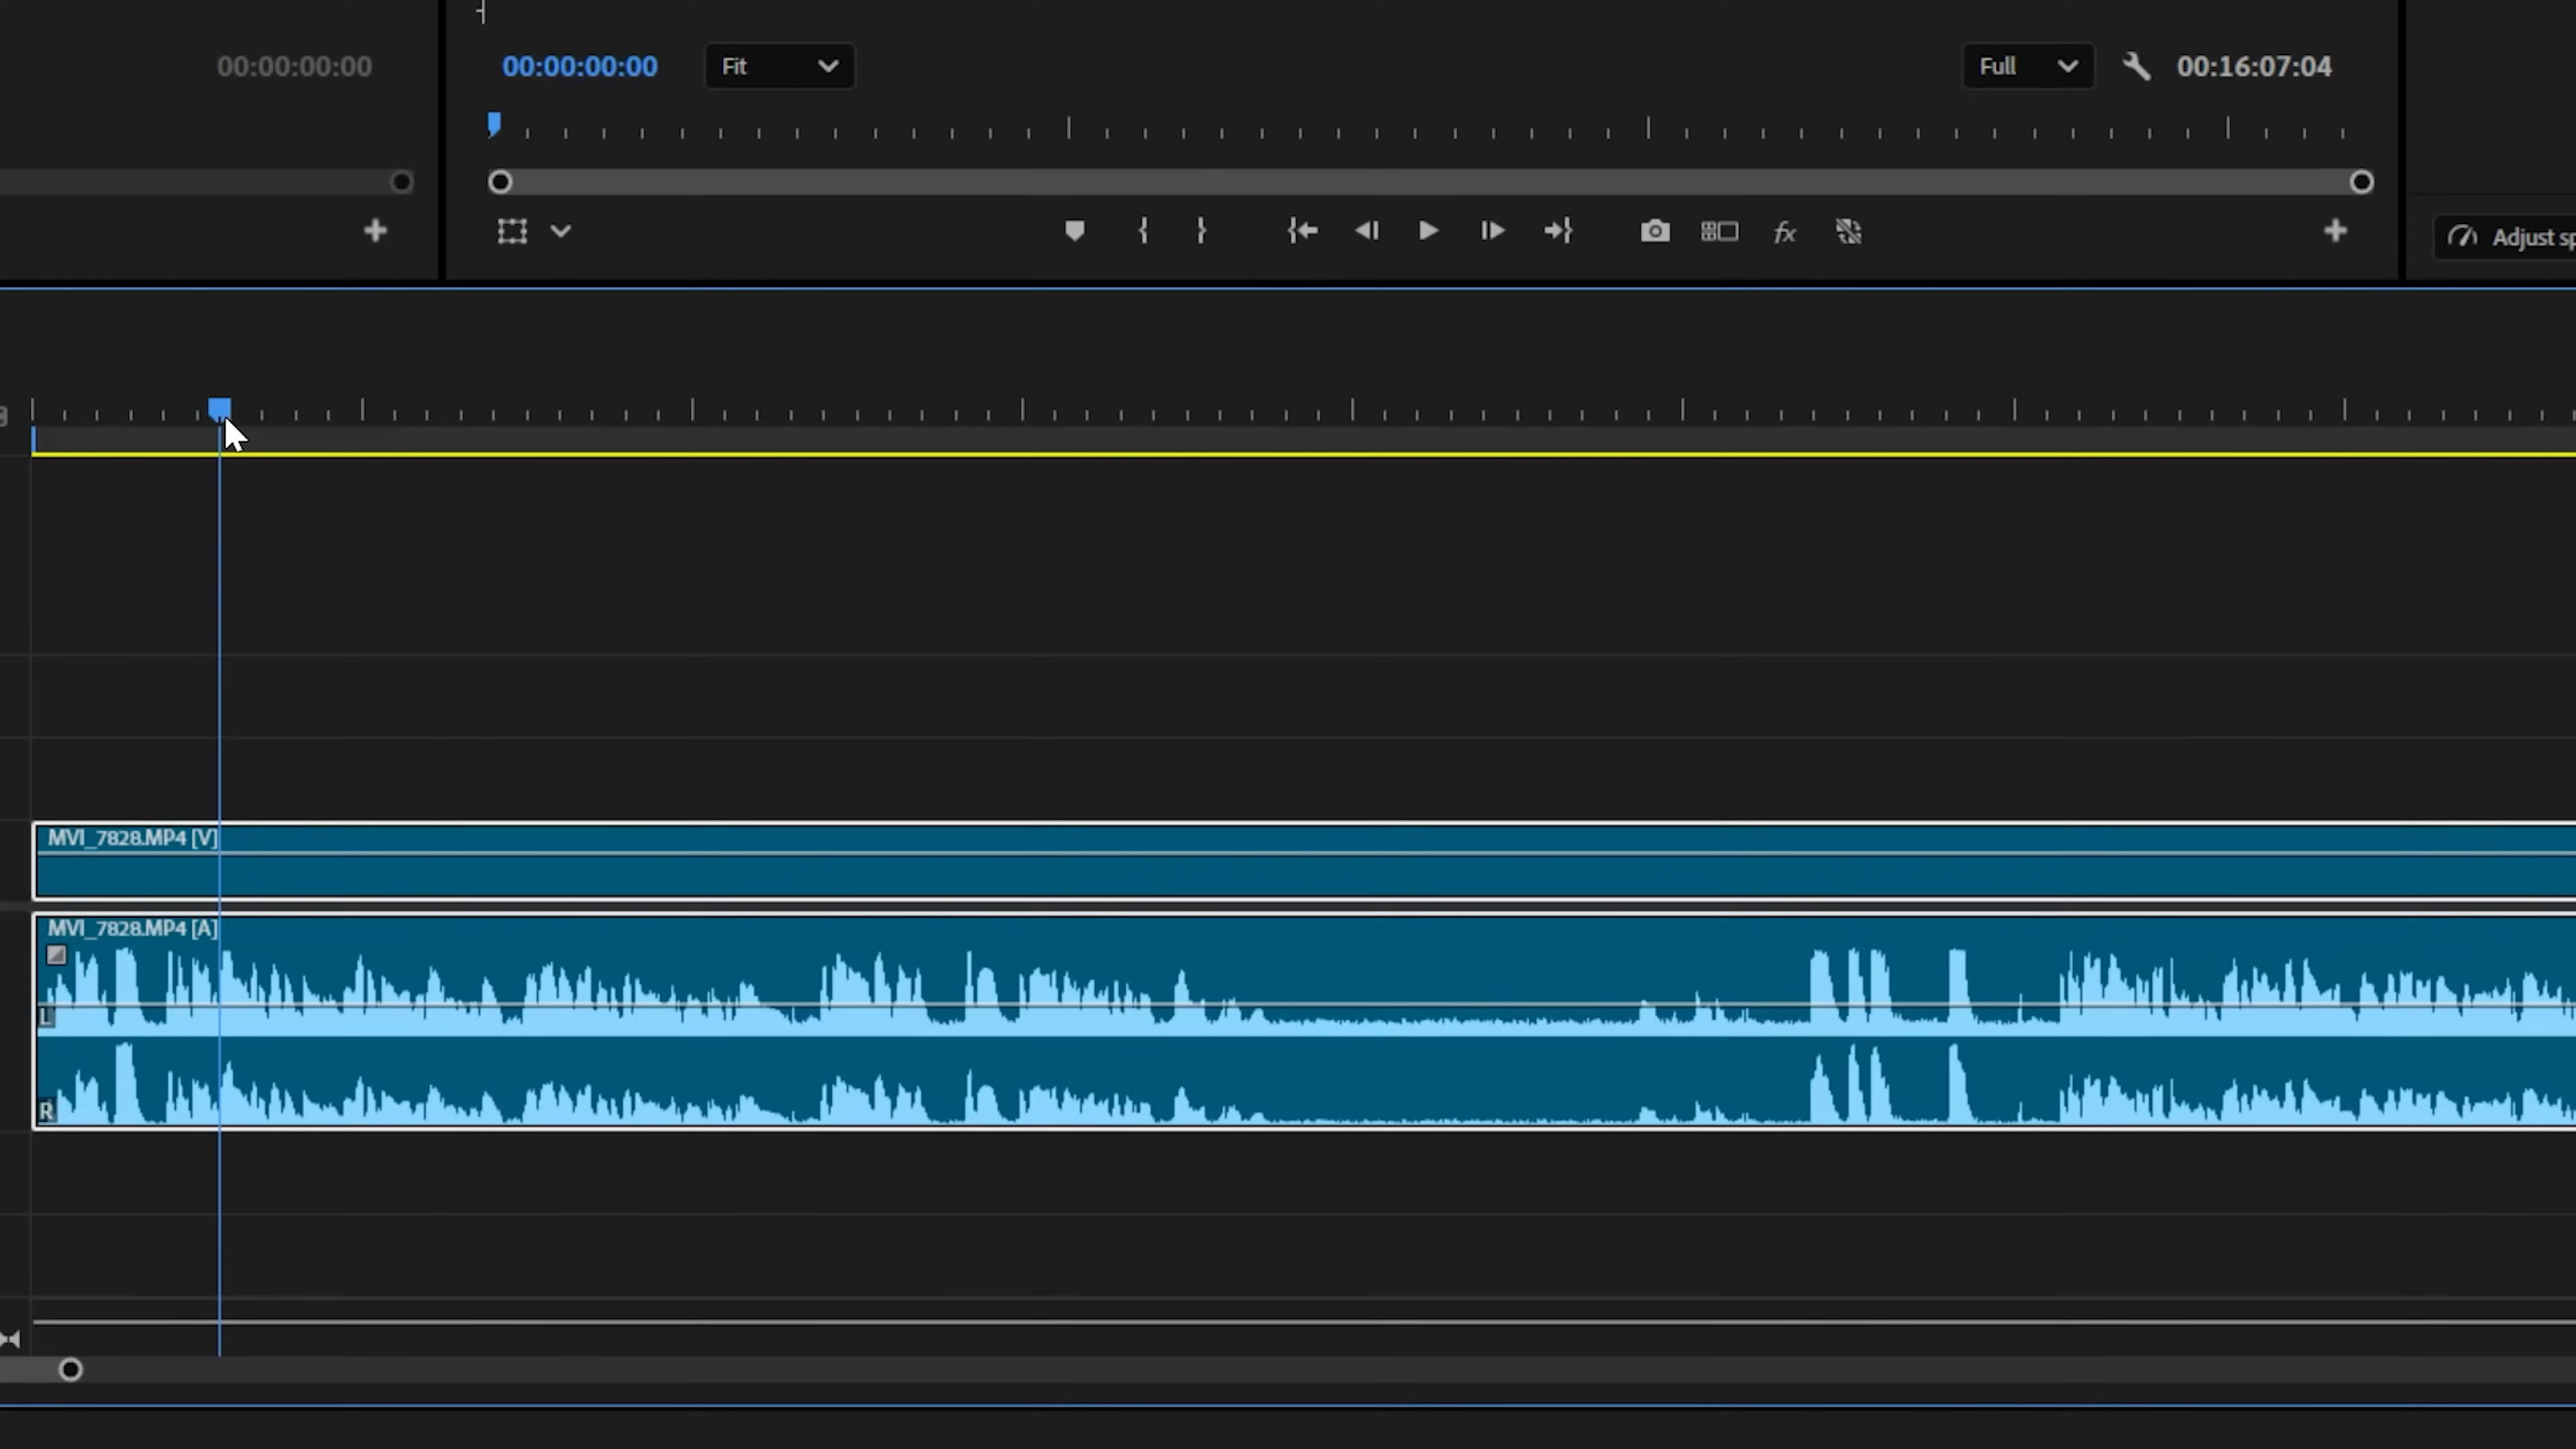 00:00:00:00
00:00:00:00 Fit
Full 00:16:07:04
fx
Adjust
MVI_7828.MP4 [V]
MVI_7828.MP4 [A]
L
R